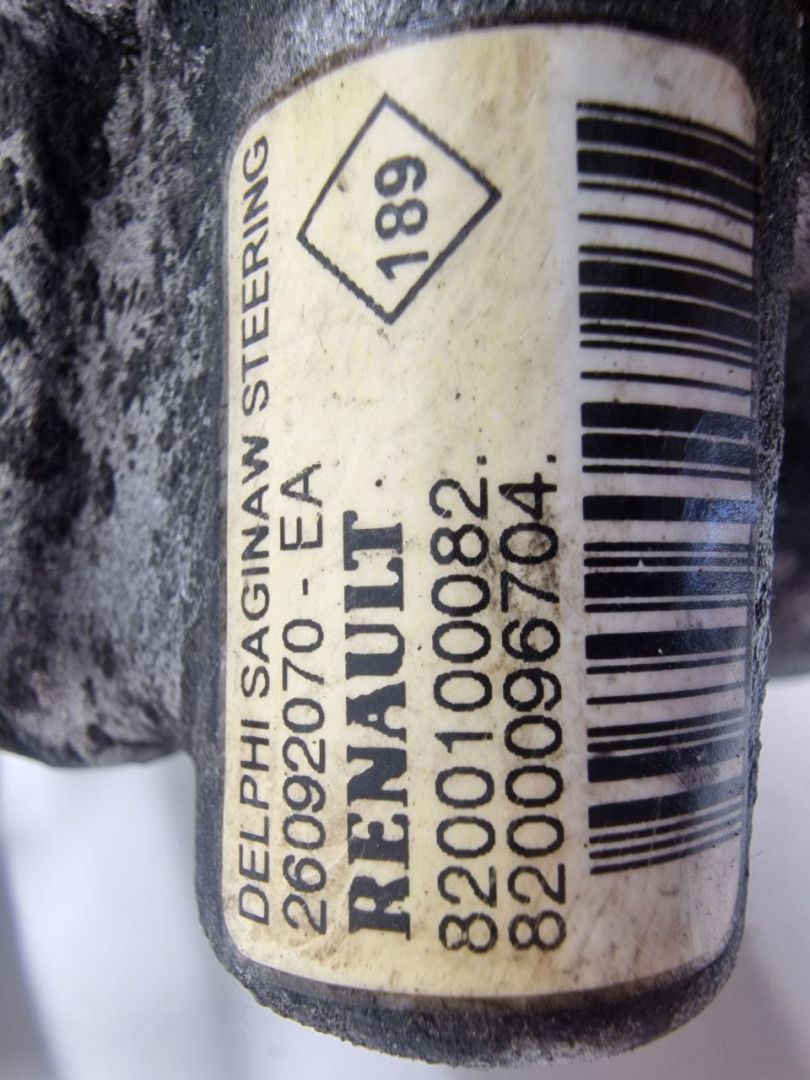 DELPHI SAGINAW STEERING
26092070 - EA
189
RENAULT.
8200100082.
8200096704.